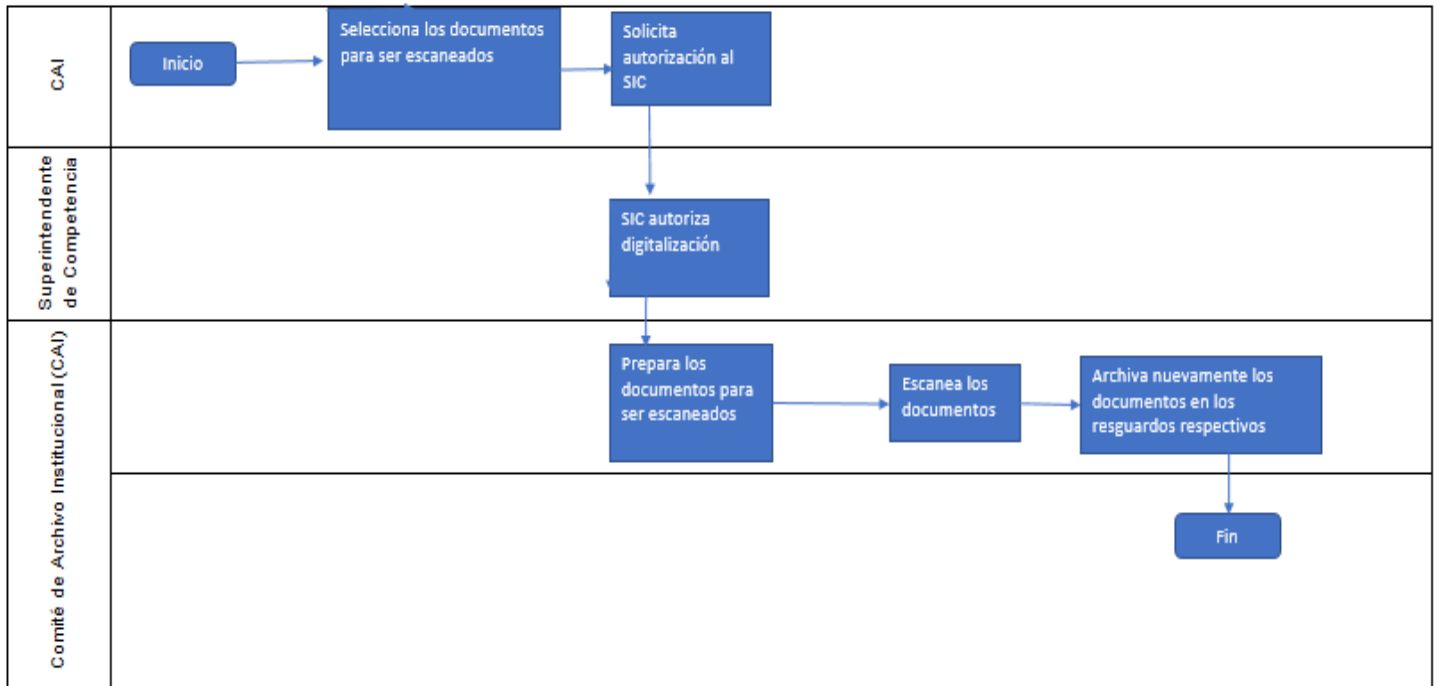 CAI
Inicio
Selecciona los documentos
para ser escaneados
Solicita
autorización al
SIC
Superintendente
de Competencia
SIC autoriza
digitalización
Comité de Archivo Institucional (CAI)
Prepara los
documentos para
ser escaneados
Escanea los
documentos
Archiva nuevamente los
documentos en los
resguardos respectivos
Fin